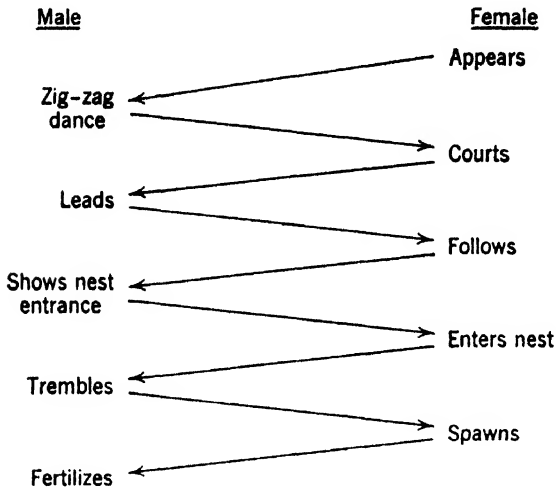 Male
Female
Appears
Zig-zag
dance
Courts
Leads
Follows
Shows nest
entrance
Enters nest
Trembles
Spawns
Fertilizes